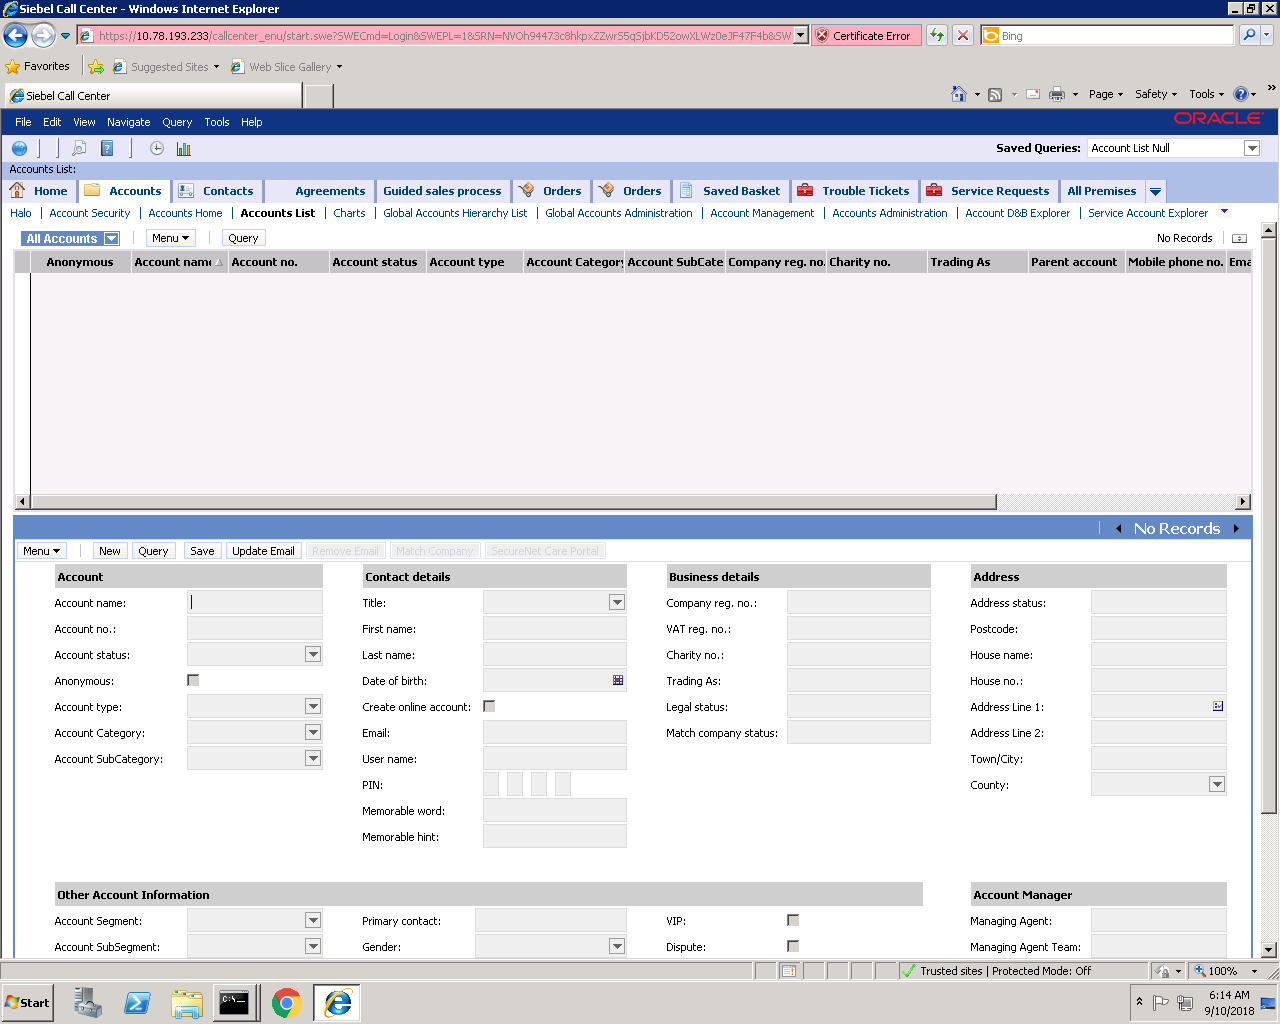 Siebel Call Center - Windows Internet Explorer
https://10.78.193.233/callcenter_enu/start.swe?SWECmd=Login&SWEPL=1&SRN=NVOh94473c8hkpxZZwrS5qSjbKD52owXLWz0eJF47F4b&SW Certificate Error Bing
Favorites Suggested Sites Web Slice Gallery
Siebel Call Center Page Safety Tools
File Edit View Navigate Query Tools Help ORACLE
Saved Queries: Account List Null
Accounts List:
Home Accounts Contacts Agreements Guided sales process Orders Orders Saved Basket Trouble Tickets Service Requests All Premises
Halo Account Security Accounts Home Accounts List Charts Global Accounts Hierarchy List Global Accounts Administration Account Management Accounts Administration Account D&B Explorer Service Account Explorer
All Accounts Menu Query No Records
Anonymous Account name Account no. Account status Account type Account Category Account SubCate Company reg. no. Charity no. Trading As Parent account Mobile phone no. Ema
No Records
Menu New Query Save Update Email Remove Email Match Company SecureNet Care Portal
Account Contact details Business details Address
Account name: Title: Company reg. no.: Address status:
Account no.: First name: VAT reg. no.: Postcode:
Account status: Last name: Charity no.: House name:
Anonymous: Date of birth: Trading As: House no.:
Account type: Create online account: Legal status: Address Line 1:
Account Category: Email: Match company status: Address Line 2:
Account SubCategory: User name: Town/City:
PIN: County:
Memorable word:
Memorable hint:
Other Account Information Account Manager
Account Segment: Primary contact: VIP: Managing Agent:
Account SubSegment: Gender: Dispute: Managing Agent Team:
Trusted sites | Protected Mode: Off 100%
Start 6:14 AM
9/10/2018